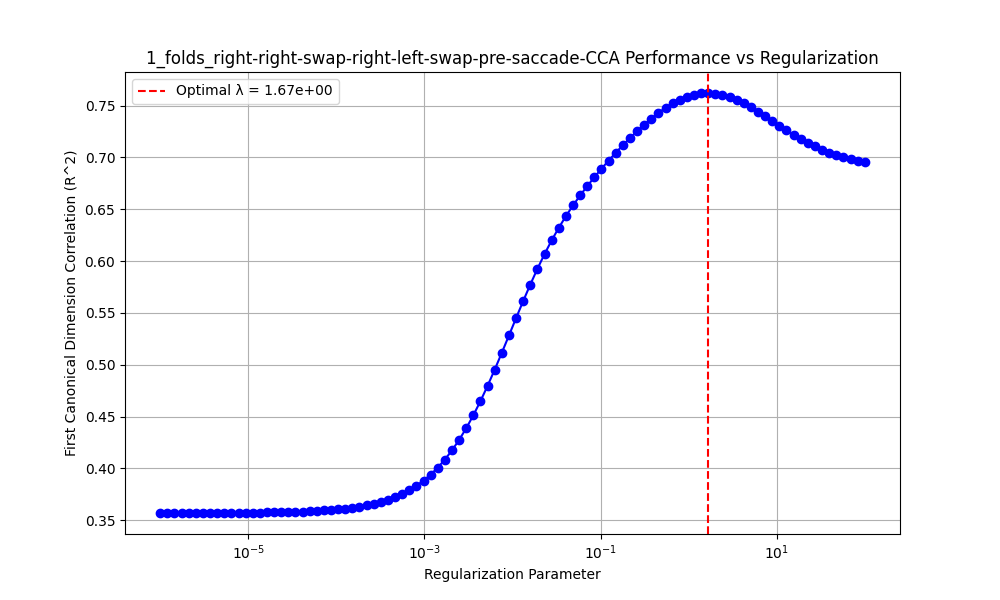 1_folds_right-right-swap-right-left-swap-pre-saccade-CCA Performance vs Regularization
Optimal λ = 1.67e+00
First Canonical Dimension Correlation (R^2)
0.75
0.70
0.65
0.60
0.55
0.50
0.45
0.40
0.35
10⁻⁵ 10⁻³ 10⁻¹ 10¹
Regularization Parameter